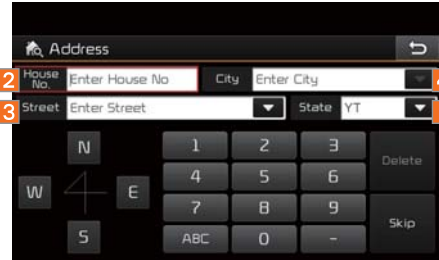 Address
2 House No. Enter House No City Enter City
3 Street Enter Street State YT
N 1 2 3 Delete
W E 4 5 6
7 8 9 Skip
S ABC 0 -